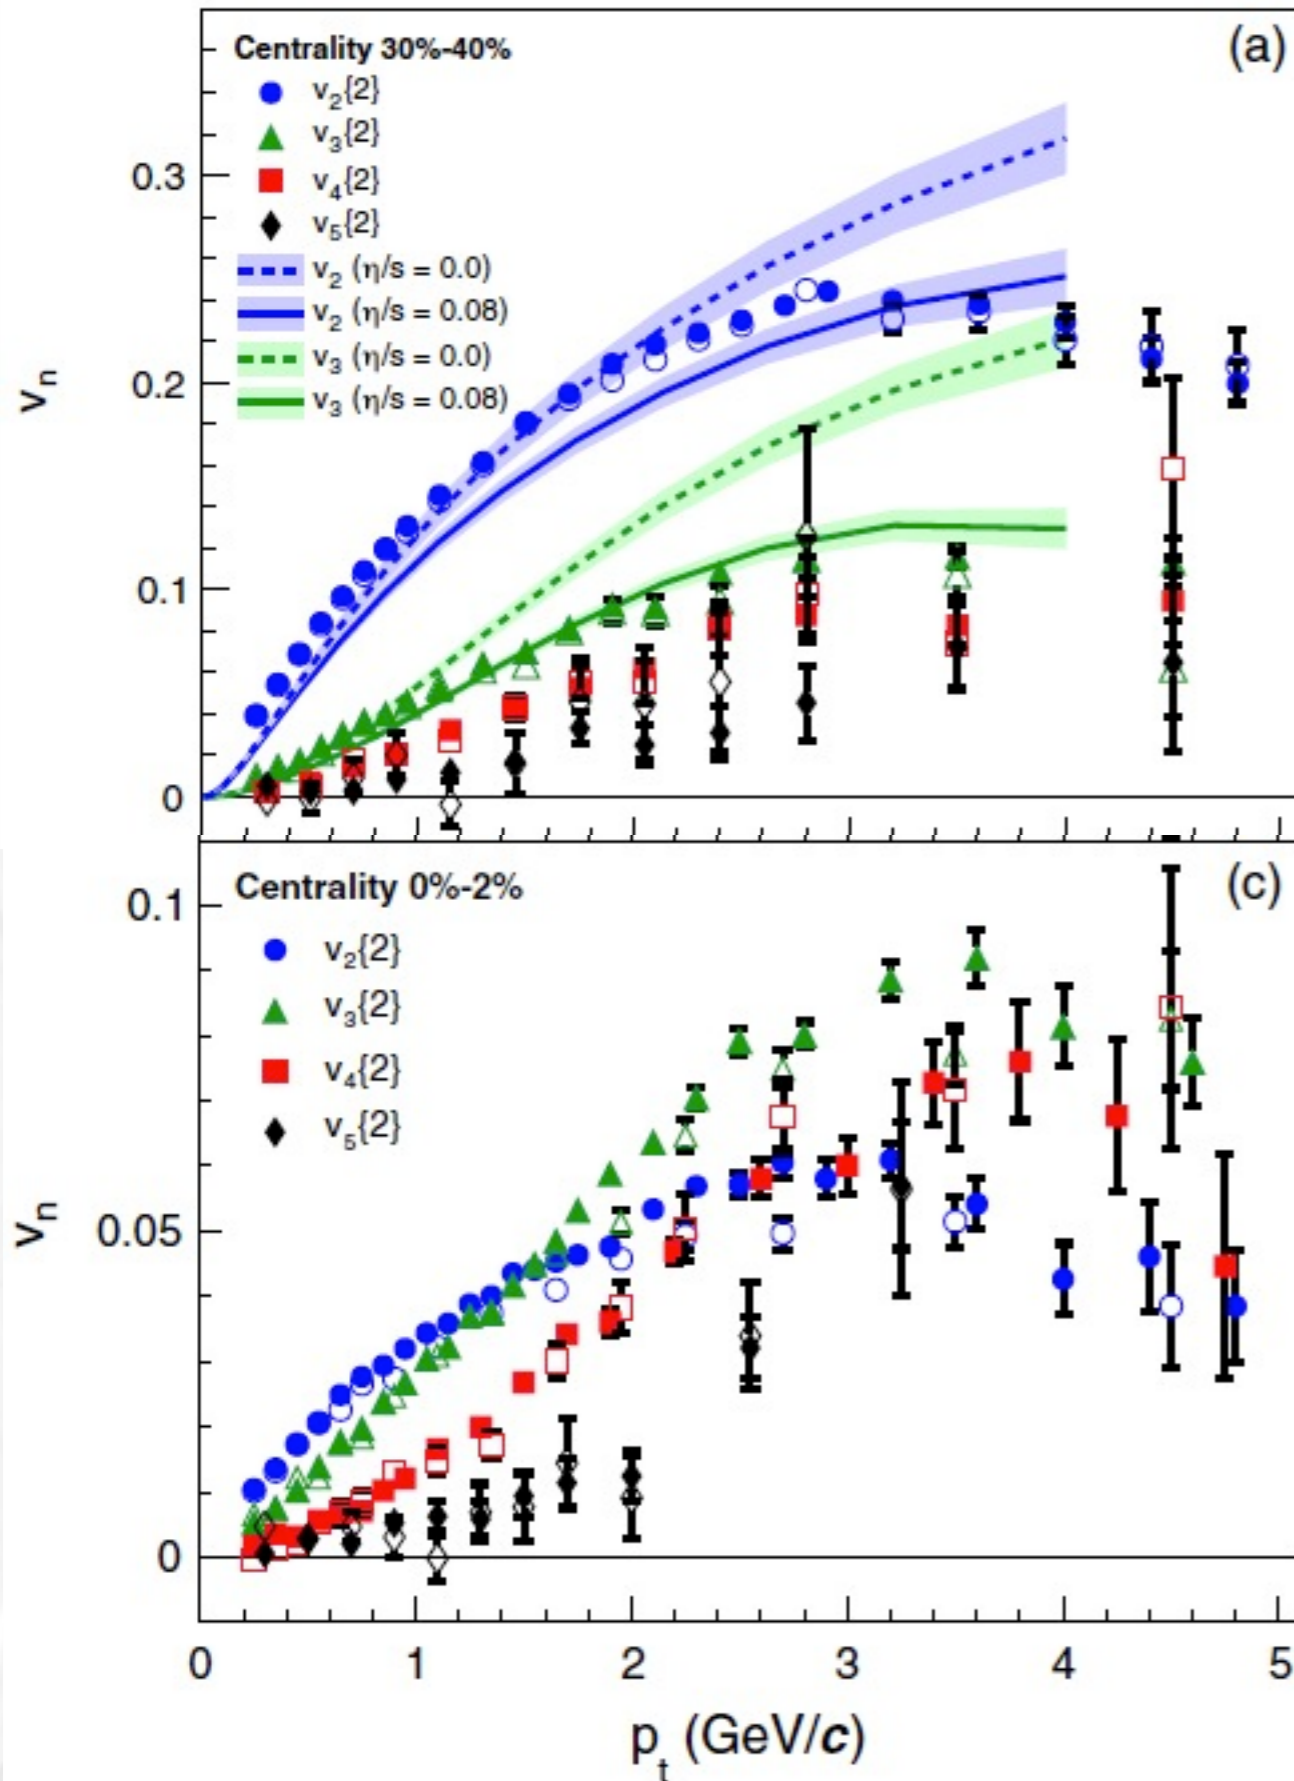 (a)
Centrality 30%-40%
v2{2}
v3{2}
v4{2}
v5{2}
v2 (η/s = 0.0)
v2 (η/s = 0.08)
v3 (η/s = 0.0)
v3 (η/s = 0.08)
vn
0.3
0.2
0.1
0
(c)
Centrality 0%-2%
v2{2}
v3{2}
v4{2}
v5{2}
vn
0.1
0.05
0
0 1 2 3 4 5
pt (GeV/c)